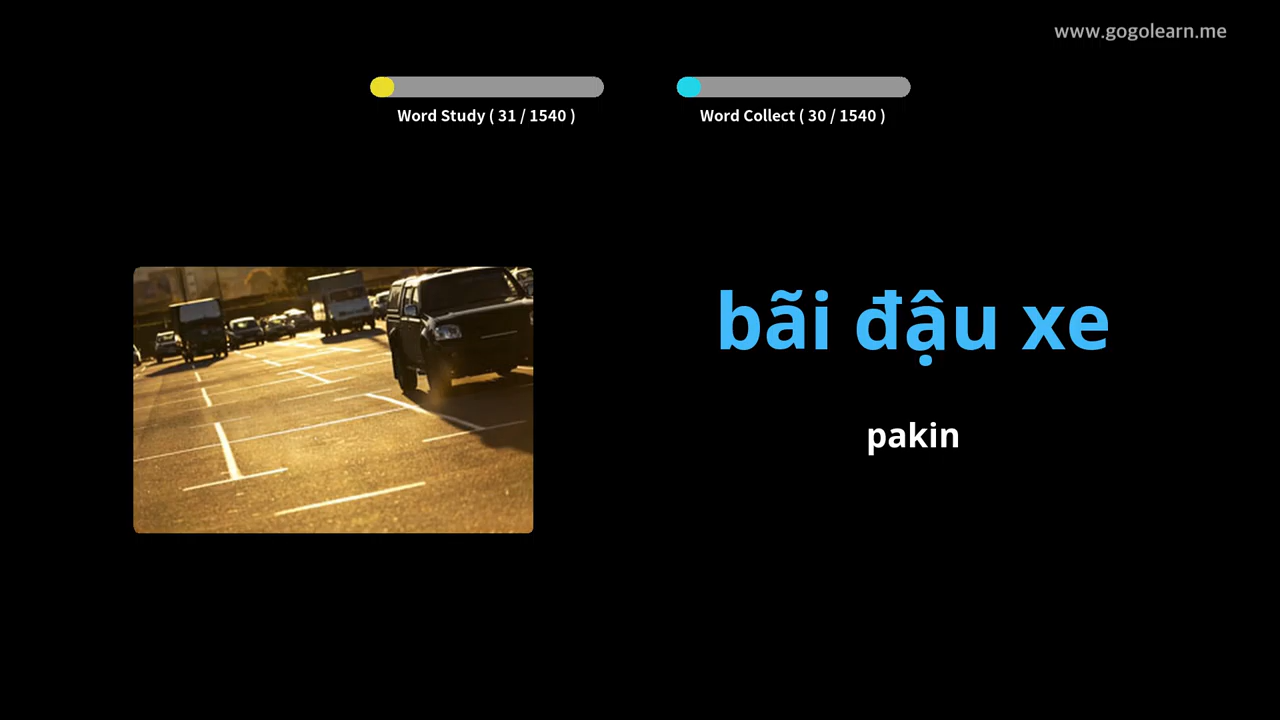 www.gogolearn.me
Word Study ( 31 / 1540 )
Word Collect ( 30 / 1540 )
bãi đậu xe
pakin